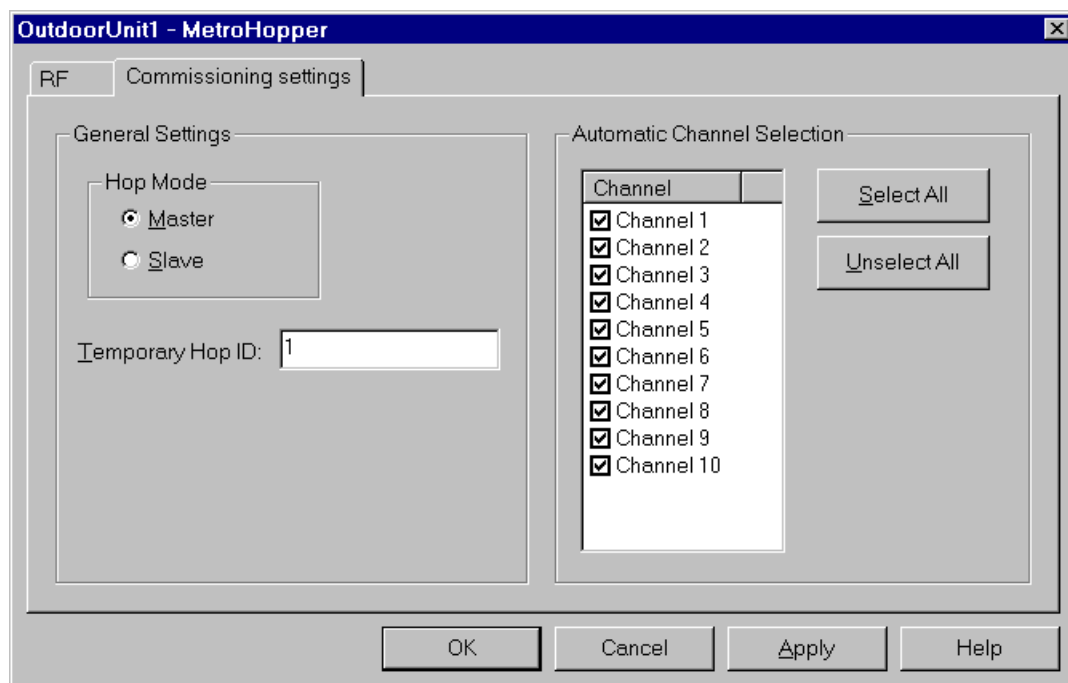 OutdoorUnit1 - MetroHopper
RF
Commissioning settings
General Settings
Hop Mode
Master
Slave
Temporary Hop ID:
1
Automatic Channel Selection
Channel
Channel 1
Channel 2
Channel 3
Channel 4
Channel 5
Channel 6
Channel 7
Channel 8
Channel 9
Channel 10
Select All
Unselect All
OK
Cancel
Apply
Help